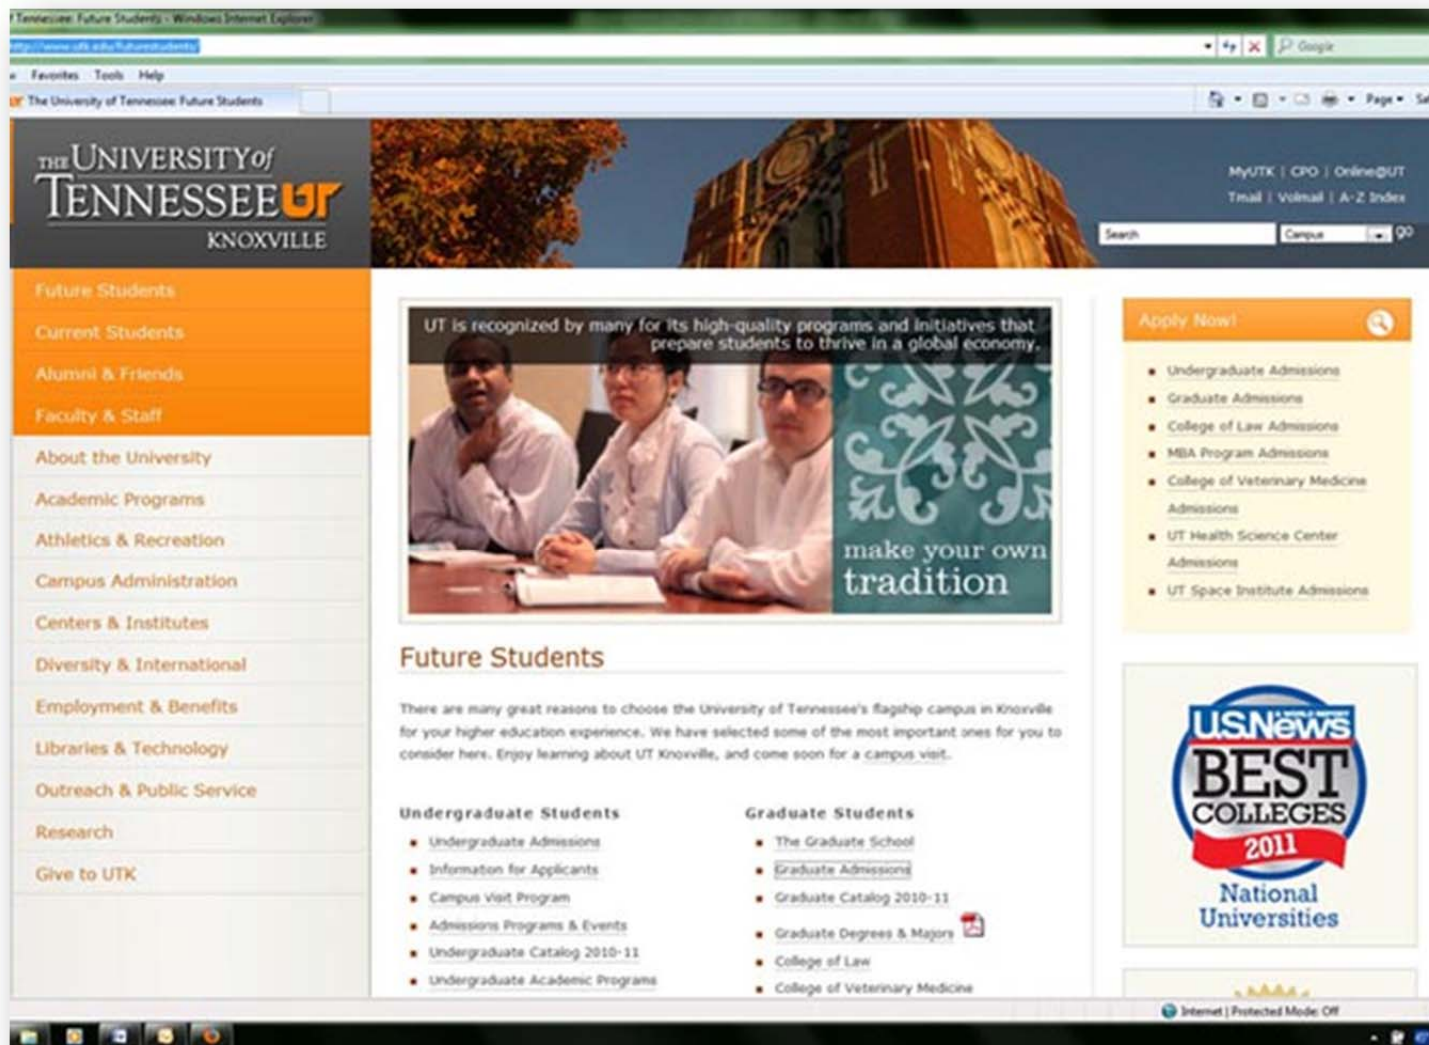 Tennessee: Future Students - Windows Internet Explorer
http://www.utk.edu/futurestudents/
Google
Favorites Tools Help
The University of Tennessee: Future Students
Page
THE UNIVERSITY of
TENNESSEE UT
KNOXVILLE
MyUTK | CPO | Online@UT
Tmail | Volmail | A-Z Index
Search Campus go
Future Students
Current Students
Alumni & Friends
Faculty & Staff
About the University
Academic Programs
Athletics & Recreation
Campus Administration
Centers & Institutes
Diversity & International
Employment & Benefits
Libraries & Technology
Outreach & Public Service
Research
Give to UTK
UT is recognized by many for its high-quality programs and initiatives that
prepare students to thrive in a global economy.
make your own
tradition
Future Students
There are many great reasons to choose the University of Tennessee's flagship campus in Knoxville
for your higher education experience. We have selected some of the most important ones for you to
consider here. Enjoy learning about UT Knoxville, and come soon for a campus visit.
Undergraduate Students
Undergraduate Admissions
Information for Applicants
Campus Visit Program
Admissions Programs & Events
Undergraduate Catalog 2010-11
Undergraduate Academic Programs
Graduate Students
The Graduate School
Graduate Admissions
Graduate Catalog 2010-11
Graduate Degrees & Majors
College of Law
College of Veterinary Medicine
Apply Now!
Undergraduate Admissions
Graduate Admissions
College of Law Admissions
MBA Program Admissions
College of Veterinary Medicine
Admissions
UT Health Science Center
Admissions
UT Space Institute Admissions
U.S.News
BEST
COLLEGES
2011
National
Universities
Internet | Protected Mode: Off